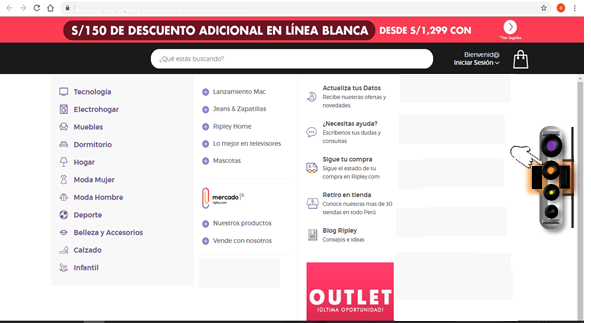 S/150 DE DESCUENTO ADICIONAL EN LÍNEA BLANCA DESDE S/1,299 CON
*Ver legales
¿Qué estás buscando?
Bienvenid@
Iniciar Sesión
Tecnología
Electrohogar
Muebles
Dormitorio
Hogar
Moda Mujer
Moda Hombre
Deporte
Belleza y Accesorios
Calzado
Infantil
Lanzamiento Mac
Jeans & Zapatillas
Ripley Home
Lo mejor en televisores
Mascotas
mercado
ripley.com
Nuestros productos
Vende con nosotros
Actualiza tus Datos
Recibe nuestras ofertas y
novedades.
¿Necesitas ayuda?
Escríbenos tus dudas y
consultas
Sigue tu compra
Sigue el estado de tu
compra en Ripley.com
Retiro en tienda
Conoce nuestras mas de 30
tiendas en todo Perú
Blog Ripley
Consejos e Ideas
OUTLET
¡ÚLTIMA OPORTUNIDAD!